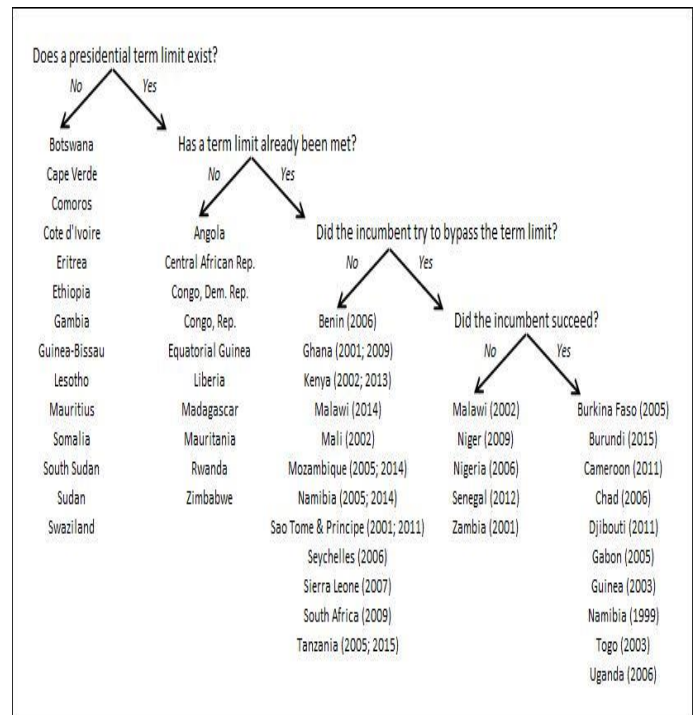 Does a presidential term limit exist?
No
Yes
Botswana
Cape Verde
Comoros
Cote d'Ivoire
Eritrea
Ethiopia
Gambia
Guinea-Bissau
Lesotho
Mauritius
Somalia
South Sudan
Sudan
Swaziland
Has a term limit already been met?
No
Yes
Angola
Central African Rep.
Congo, Dem. Rep.
Congo, Rep.
Equatorial Guinea
Liberia
Madagascar
Mauritania
Rwanda
Zimbabwe
Did the incumbent try to bypass the term limit?
No
Yes
Benin (2006)
Ghana (2001; 2009)
Kenya (2002; 2013)
Malawi (2014)
Mali (2002)
Mozambique (2005; 2014)
Namibia (2005; 2014)
Sao Tome & Principe (2001; 2011)
Seychelles (2006)
Sierra Leone (2007)
South Africa (2009)
Tanzania (2005; 2015)
Did the incumbent succeed?
No
Yes
Malawi (2002)
Niger (2009)
Nigeria (2006)
Senegal (2012)
Zambia (2001)
Burkina Faso (2005)
Burundi (2015)
Cameroon (2011)
Chad (2006)
Djibouti (2011)
Gabon (2005)
Guinea (2003)
Namibia (1999)
Togo (2003)
Uganda (2006)